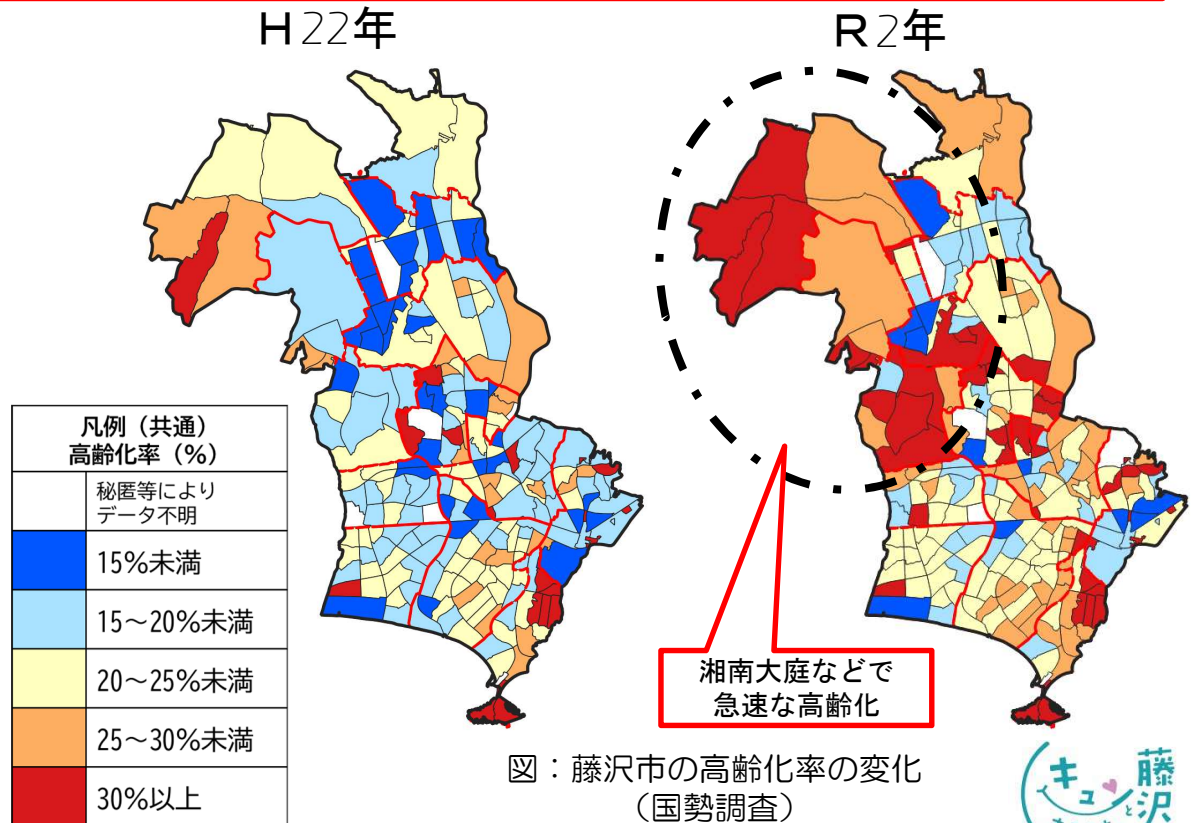 H22年
R2年
凡例（共通）
高齢化率（%）
秘匿等により
データ不明
15%未満
15～20%未満
20～25%未満
25～30%未満
30%以上
湘南大庭などで
急速な高齢化
図：藤沢市の高齢化率の変化
（国勢調査）
キュンと
藤沢